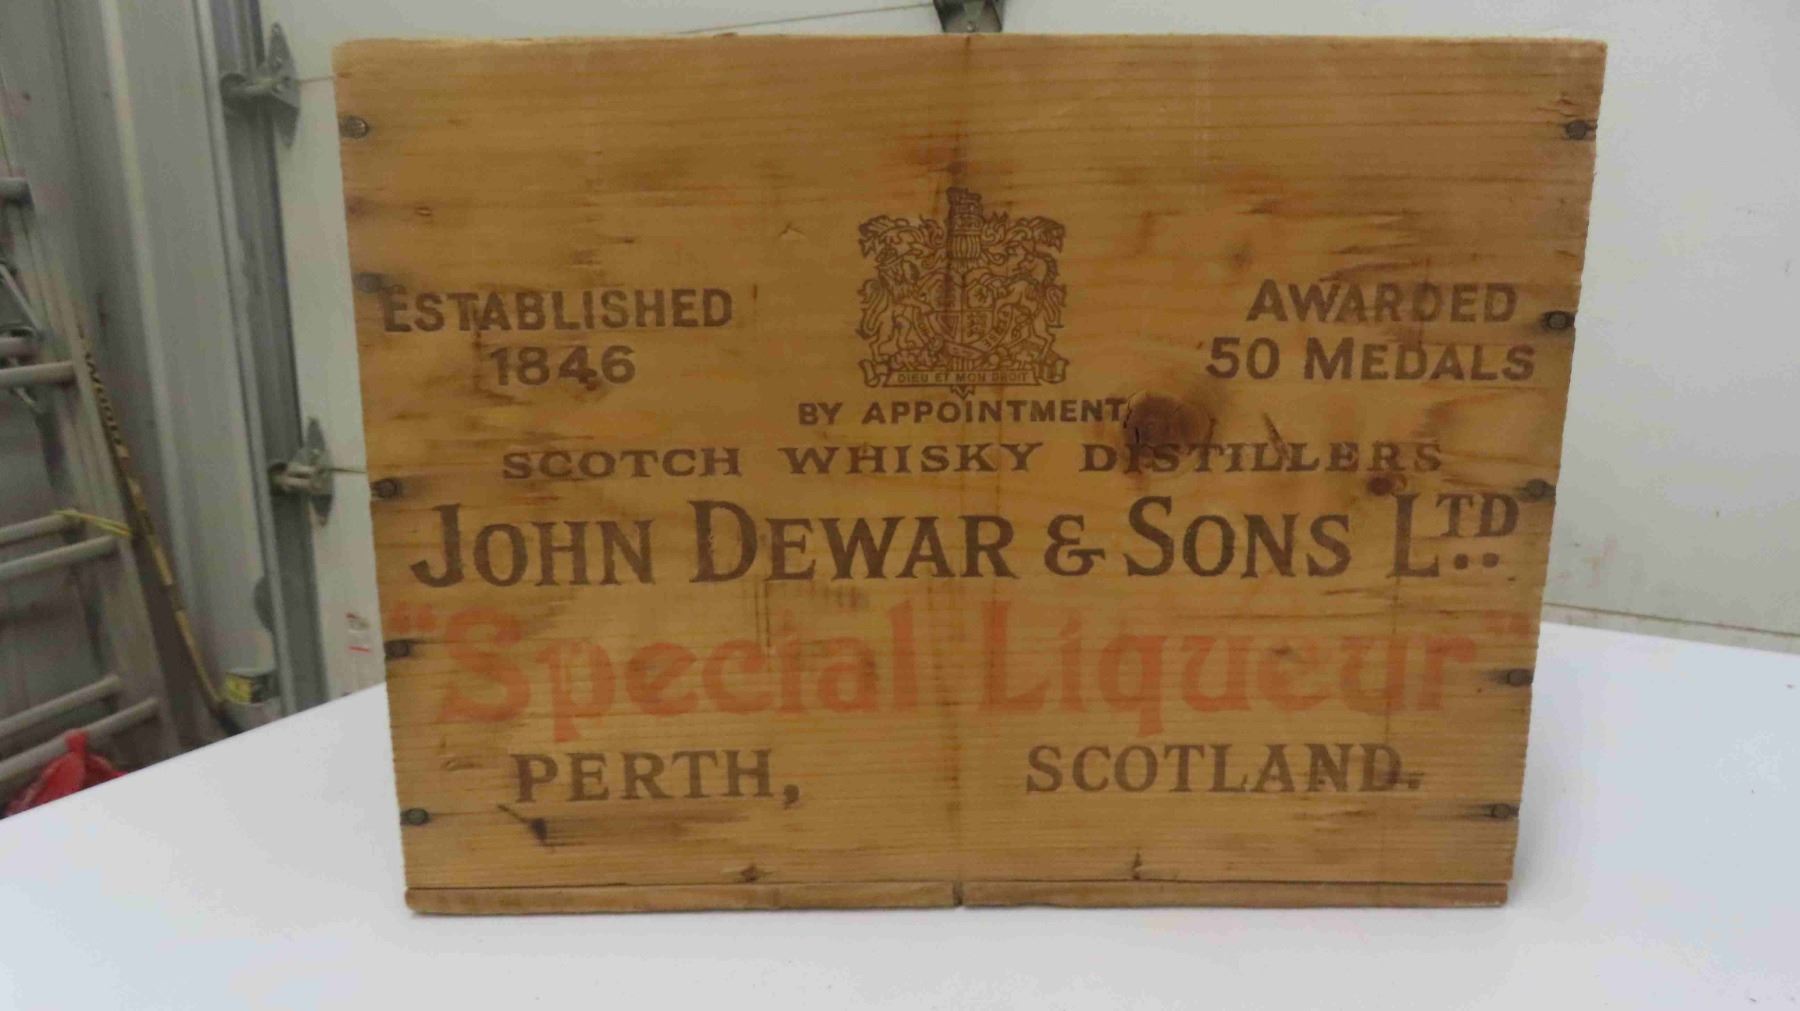 ESTABLISHED
1846
DIEU ET MON DROIT
BY APPOINTMENT
AWARDED
50 MEDALS
SCOTCH WHISKY DISTILLERS
JOHN DEWAR & SONS LTD
"Special Liqueur"
PERTH, SCOTLAND.